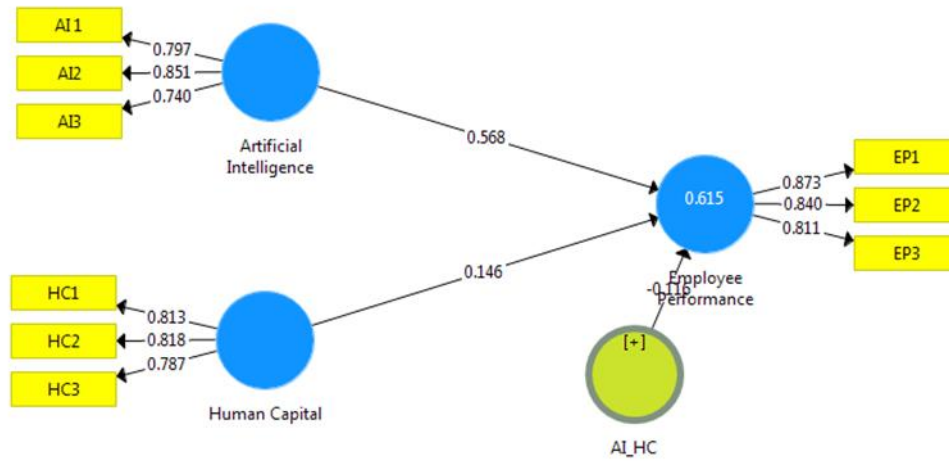 AI1
0.797
AI2
0.851
AI3
0.740
Artificial
Intelligence
0.568
0.615
EP1
0.873
EP2
0.840
EP3
0.811
Employee
Performance
HC1
0.813
HC2
0.818
HC3
0.787
Human Capital
0.146
-0.116
[+]
AI_HC